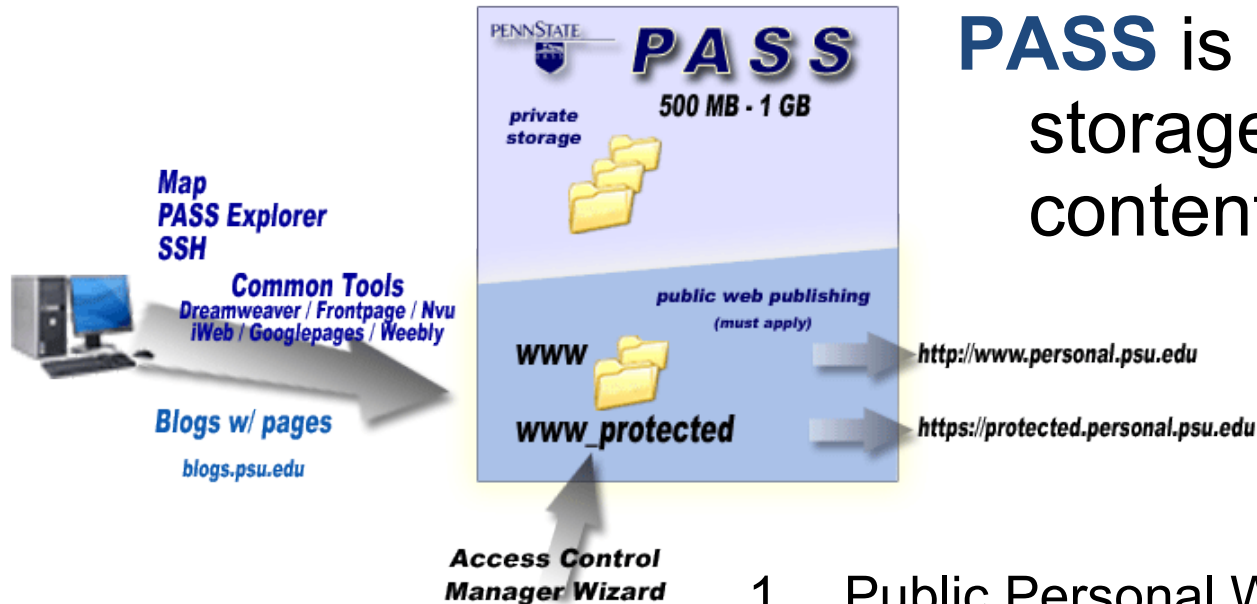 PENNSTATE
PASS
500 MB - 1 GB
private
storage
PASS is
storage
Map
PASS Explorer
SSH
Common Tools
Dreamweaver / Frontpage / Nvu
iWeb / Googlepages / Weebly
Blogs w/ pages
blogs.psu.edu
public web publishing
(must apply)
www
http://www.personal.psu.edu
www_protected
https://protected.personal.psu.edu
Access Control
Manager Wizard
1 Public Personal